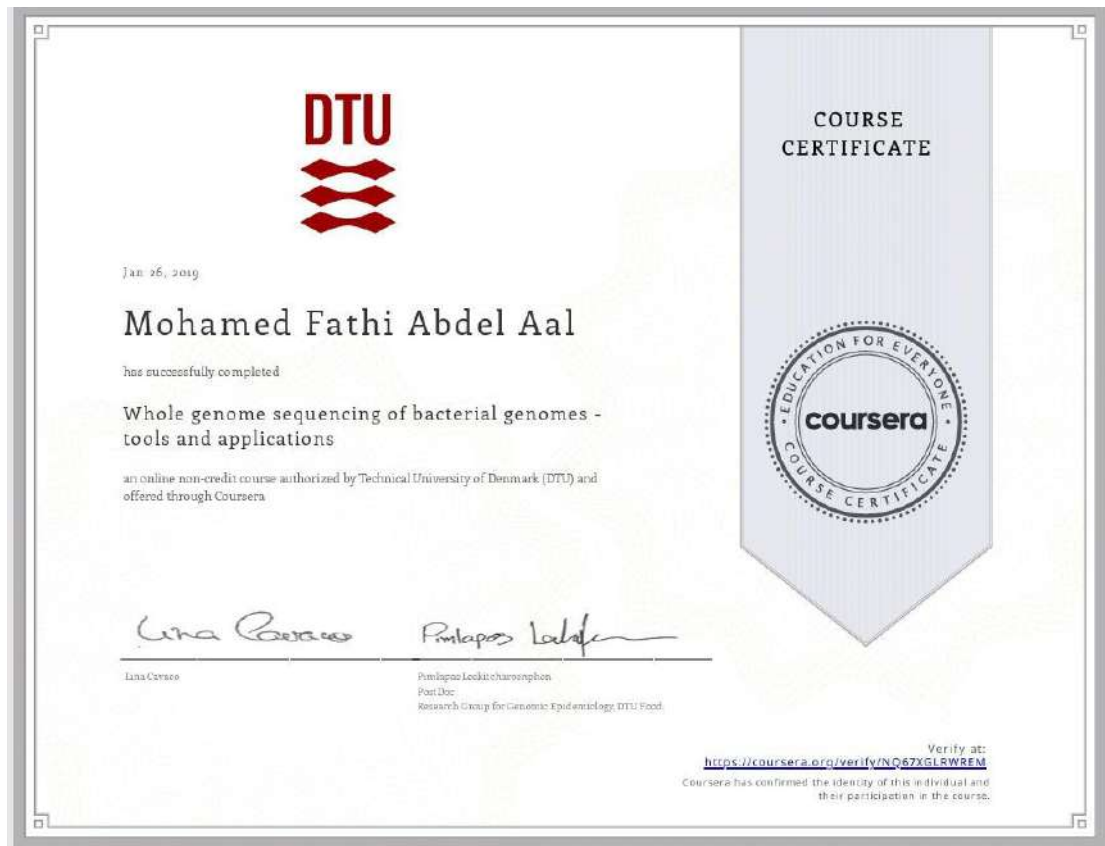 DTU
COURSE
CERTIFICATE
Jan 26, 2019
Mohamed Fathi Abdel Aal
has successfully completed
Whole genome sequencing of bacterial genomes -
tools and applications
an online non-credit course authorized by Technical University of Denmark (DTU) and
offered through Coursera
EDUCATION FOR EVERYONE
coursera
COURSE CERTIFICATE
Lina Cavaco
Pimlapas Leekitcharoenphon
Post Doc
Research Group for Genomic Epidemiology, DTU Food.
Verify at:
https://coursera.org/verify/NQ67XGLRWREM
Coursera has confirmed the identity of this individual and
their participation in the course.